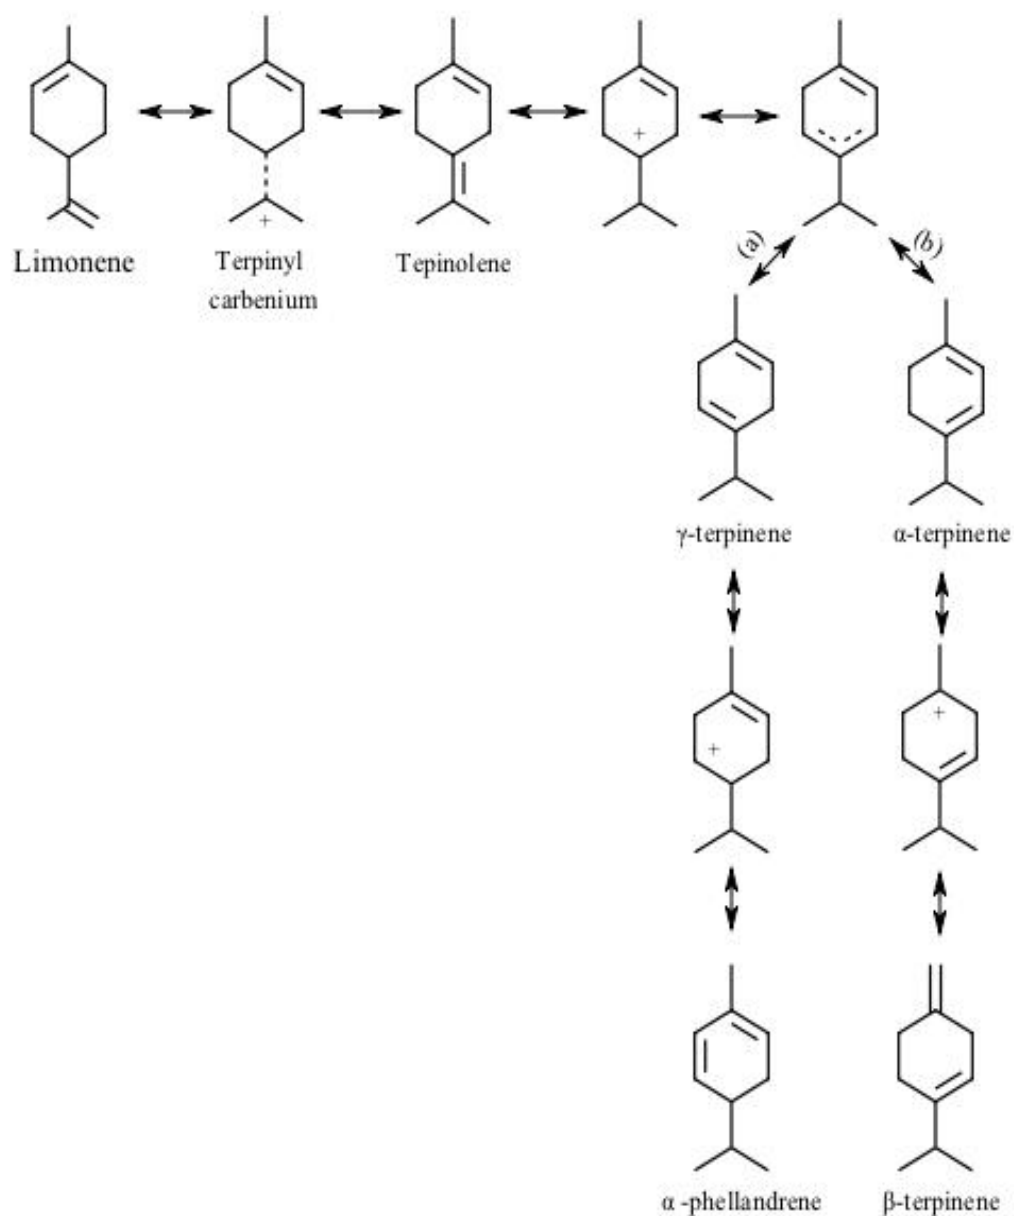 Limonene
Terpinyl
carbenium
Tepinolene
+
+
(a)
(b)
γ-terpinene
α-terpinene
+
+
α -phellandrene
β-terpinene